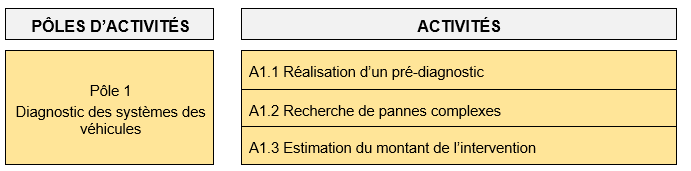 PÔLES D’ACTIVITÉS
ACTIVITÉS
Pôle 1
Diagnostic des systèmes des
véhicules
A1.1 Réalisation d’un pré-diagnostic
A1.2 Recherche de pannes complexes
A1.3 Estimation du montant de l’intervention